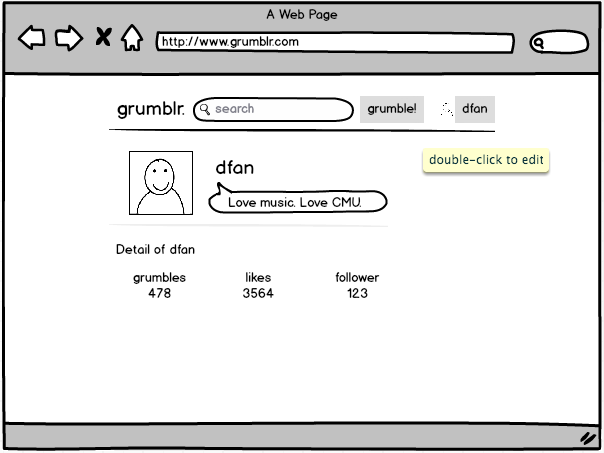 A Web Page
http://www.grumblr.com
grumblr.
search
grumble!
dfan
double-click to edit
dfan
Love music. Love CMU.
Detail of dfan
grumbles likes follower
478 3564 123